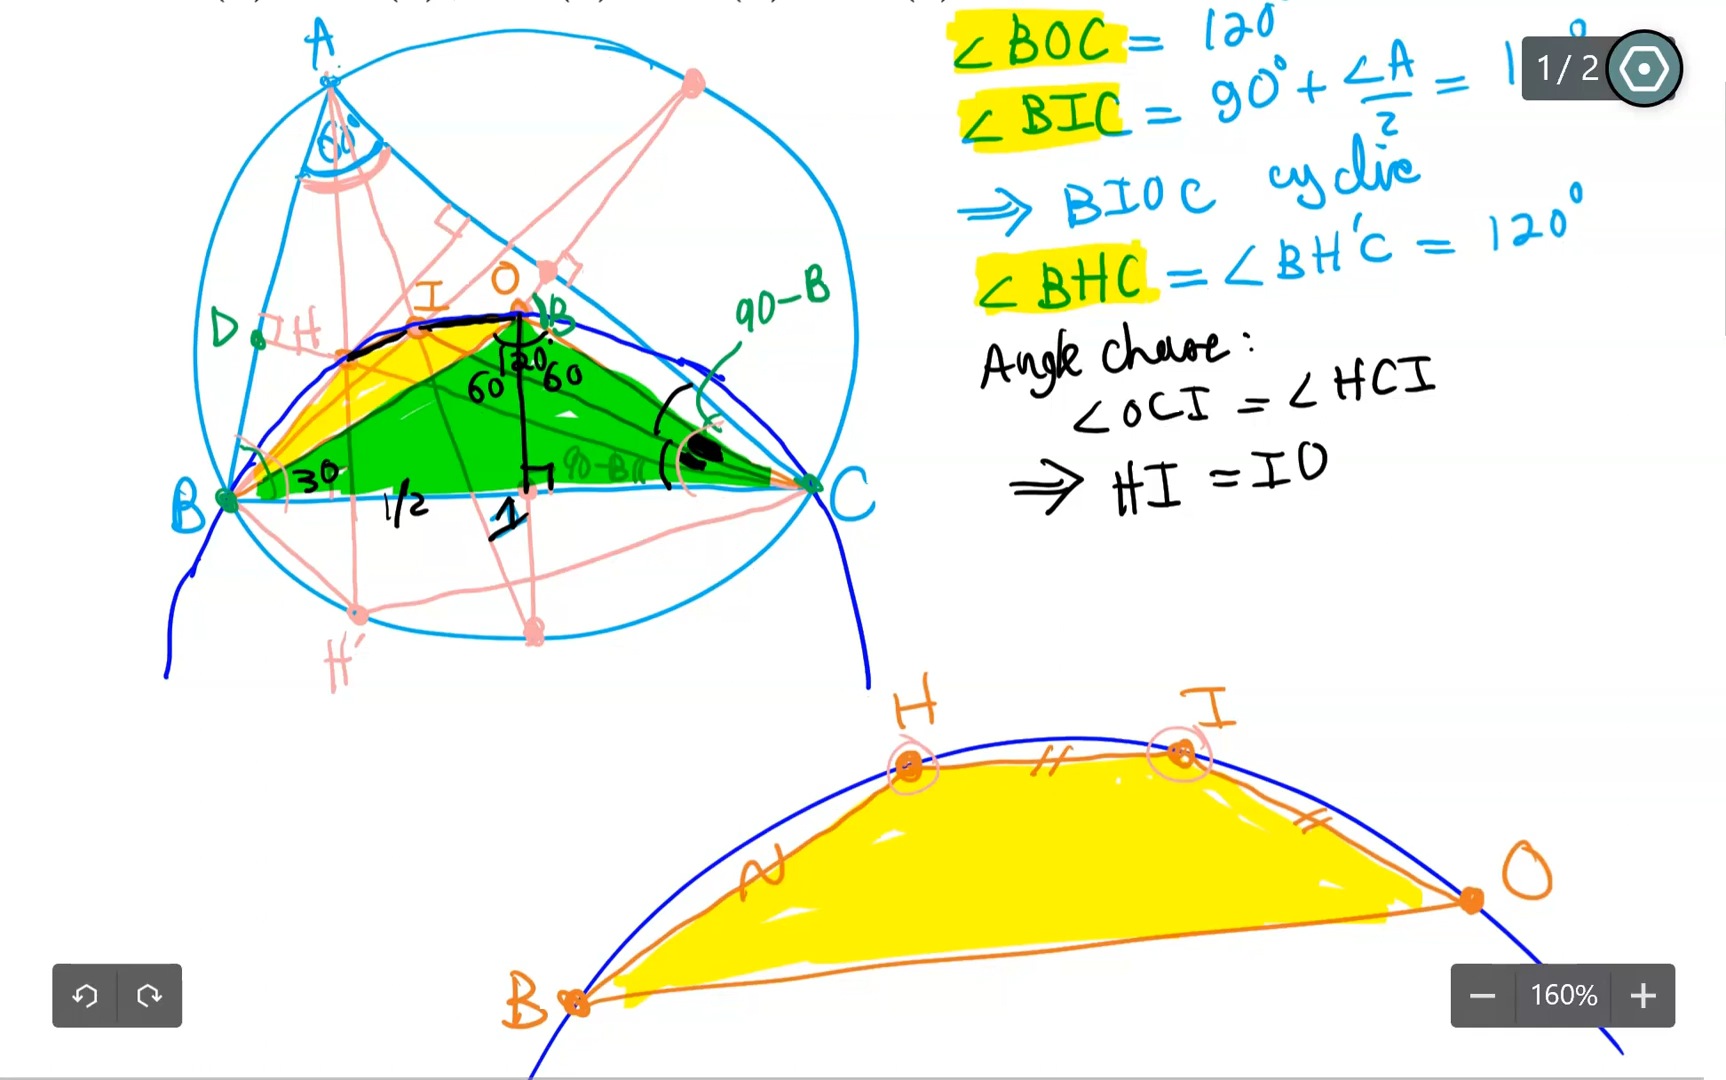 ∠BOC = 120°
∠BIC = 90° + ∠A/2 = 1
1/2
⇒ BIOC cyclic
∠BHC = ∠BH'C = 120°
Angle chase:
∠OCI = ∠HCI
⇒ HI = IO
A
60°
I
O
B
90-B
D
H
120°
60
60
30
90-B
B
1/2
1
C
H'
H
I
O
B
160%